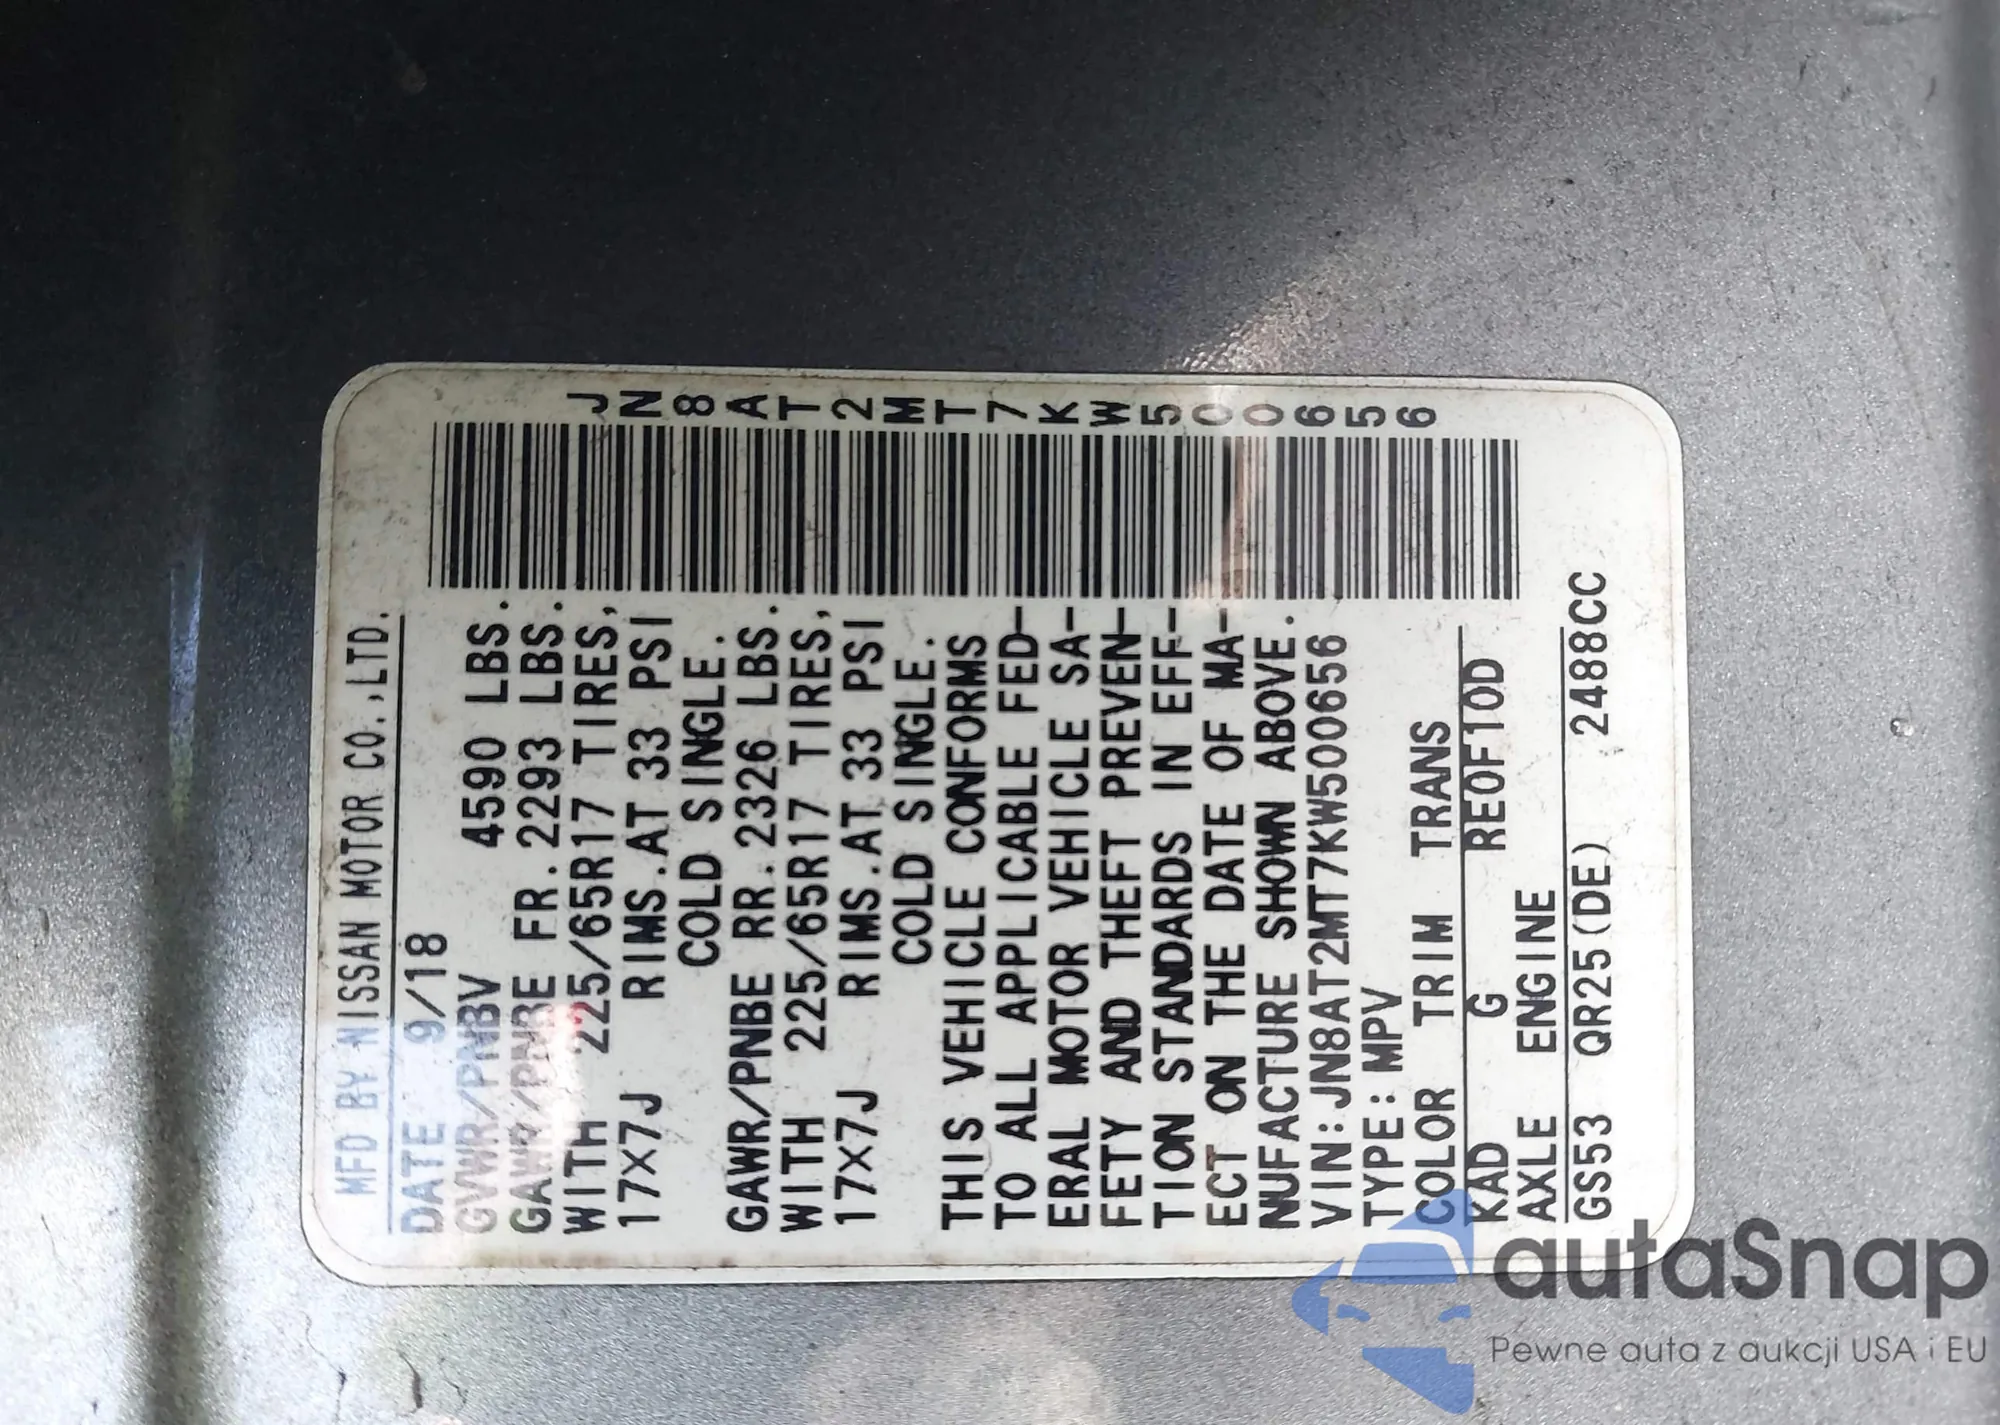 MFD BY NISSAN MOTOR CO.,LTD.
DATE 9/18
GVWR/PNBV 4590 LBS.
GAWR/PNBE FR.2293 LBS.
WITH 225/65R17 TIRES,
17X7J RIMS.AT 33 PSI
COLD SINGLE.
GAWR/PNBE RR.2326 LBS.
WITH 225/65R17 TIRES,
17X7J RIMS.AT 33 PSI
COLD SINGLE.
THIS VEHICLE CONFORMS
TO ALL APPLICABLE FED-
ERAL MOTOR VEHICLE SA-
FETY AND THEFT PREVEN-
TION STANDARDS IN EFF-
ECT ON THE DATE OF MA-
NUFACTURE SHOWN ABOVE.
VIN:JN8AT2MT7KW500656
TYPE:MPV
COLOR TRIM TRANS
KAD G RE0F10D
AXLE ENGINE
GS53 QR25(DE) 2488CC
JN8AT2MT7KW500656
autaSnap
Pewne auta z aukcji USA i EU